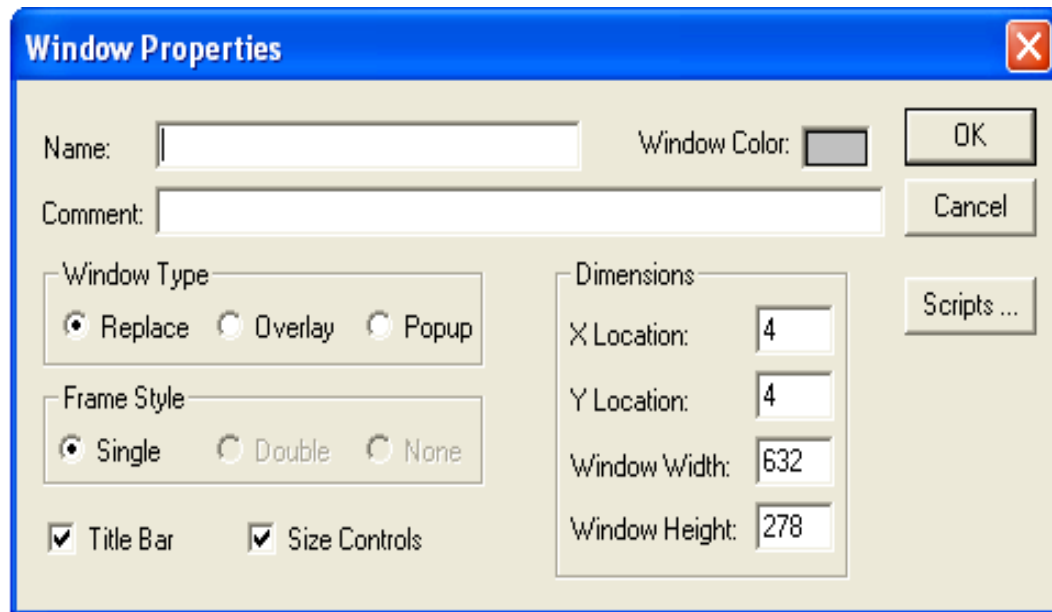 Window Properties
Name:
Window Color:
OK
Comment:
Cancel
Window Type
Replace Overlay Popup
Frame Style
Single Double None
Title Bar Size Controls
Dimensions
X Location: 4
Y Location: 4
Window Width: 632
Window Height: 278
Scripts ...